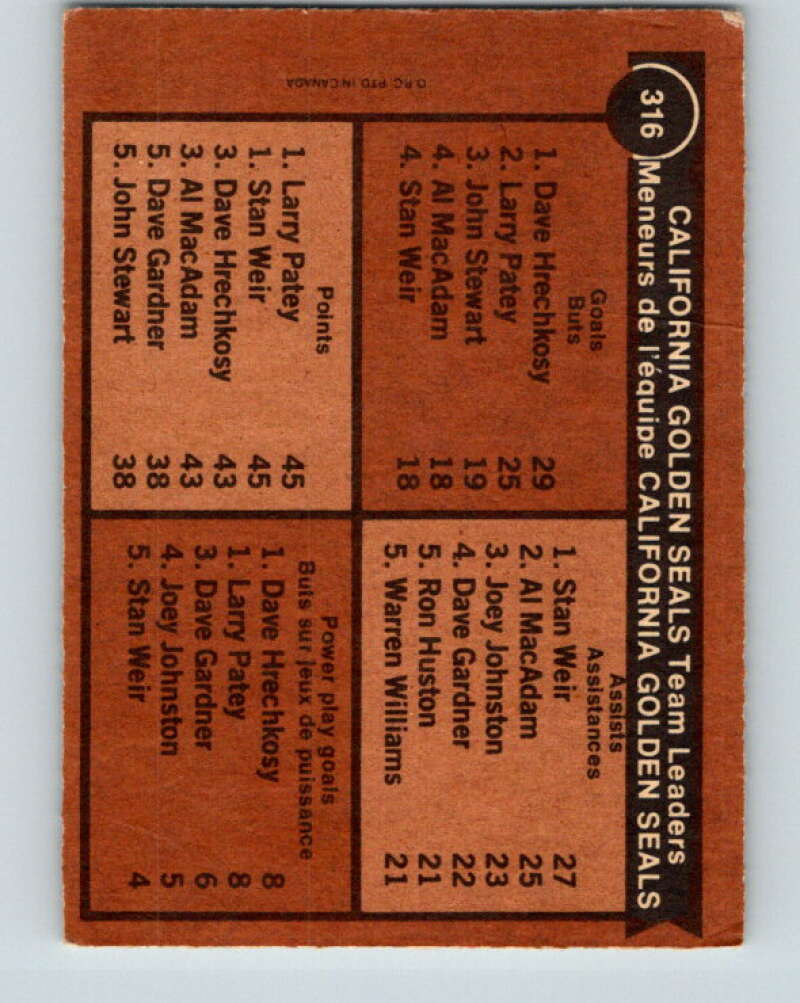 316
CALIFORNIA GOLDEN SEALS Team Leaders
Meneurs de l'équipe CALIFORNIA GOLDEN SEALS
Goals
Buts
1. Dave Hrechkosy 29
2. Larry Patey 25
3. John Stewart 19
4. Al MacAdam 18
4. Stan Weir 18
Assists
Assistances
1. Stan Weir 27
2. Al MacAdam 25
3. Joey Johnston 23
4. Dave Gardner 22
5. Ron Huston 21
5. Warren Williams 21
Points
1. Larry Patey 45
1. Stan Weir 45
3. Dave Hrechkosy 43
3. Al MacAdam 43
5. Dave Gardner 38
5. John Stewart 38
Power play goals
Buts sur jeux de puissance
1. Dave Hrechkosy 8
1. Larry Patey 8
3. Dave Gardner 6
4. Joey Johnston 5
5. Stan Weir 4
O.P.C. PTD IN CANADA